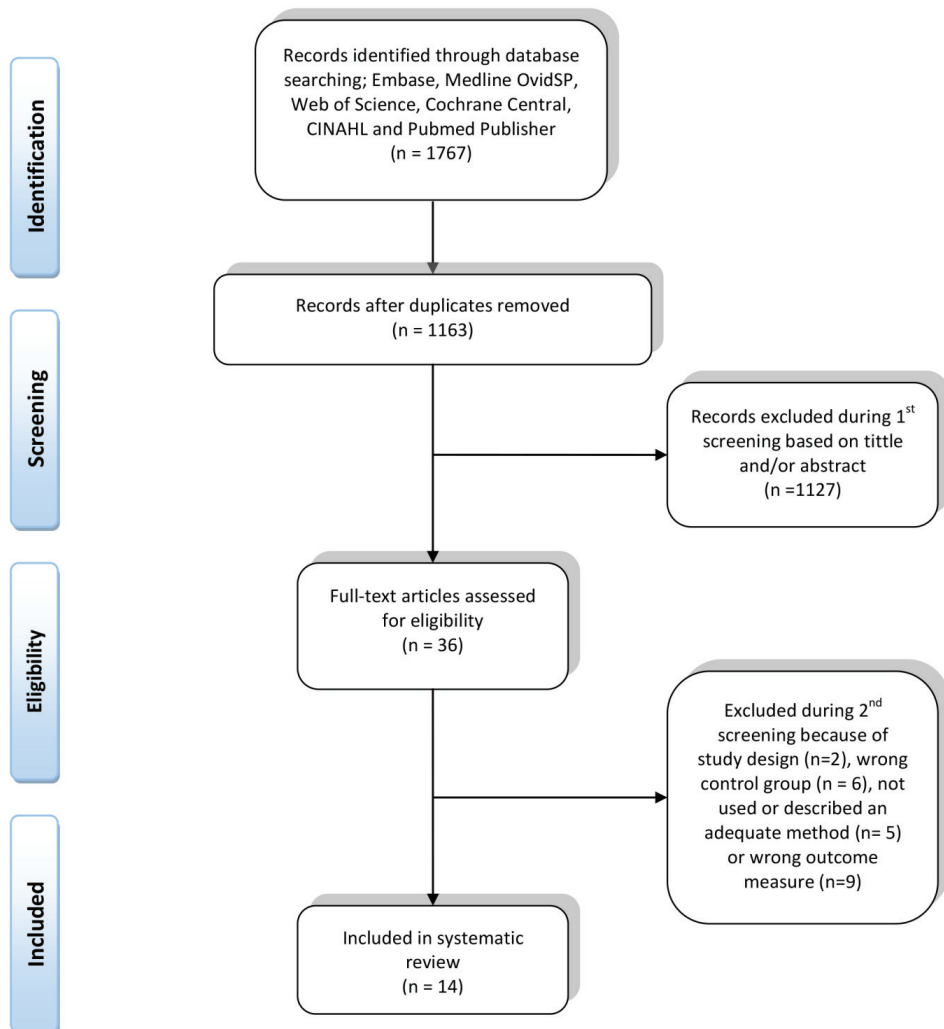 Identification
Records identified through database
searching; Embase, Medline OvidSP,
Web of Science, Cochrane Central,
CINAHL and Pubmed Publisher
(n = 1767)
Records after duplicates removed
(n = 1163)
Screening
Records excluded during 1st
screening based on tittle
and/or abstract
(n =1127)
Eligibility
Full-text articles assessed
for eligibility
(n = 36)
Excluded during 2nd
screening because of
study design (n=2), wrong
control group (n = 6), not
used or described an
adequate method (n= 5)
or wrong outcome
measure (n=9)
Included
Included in systematic
review
(n = 14)